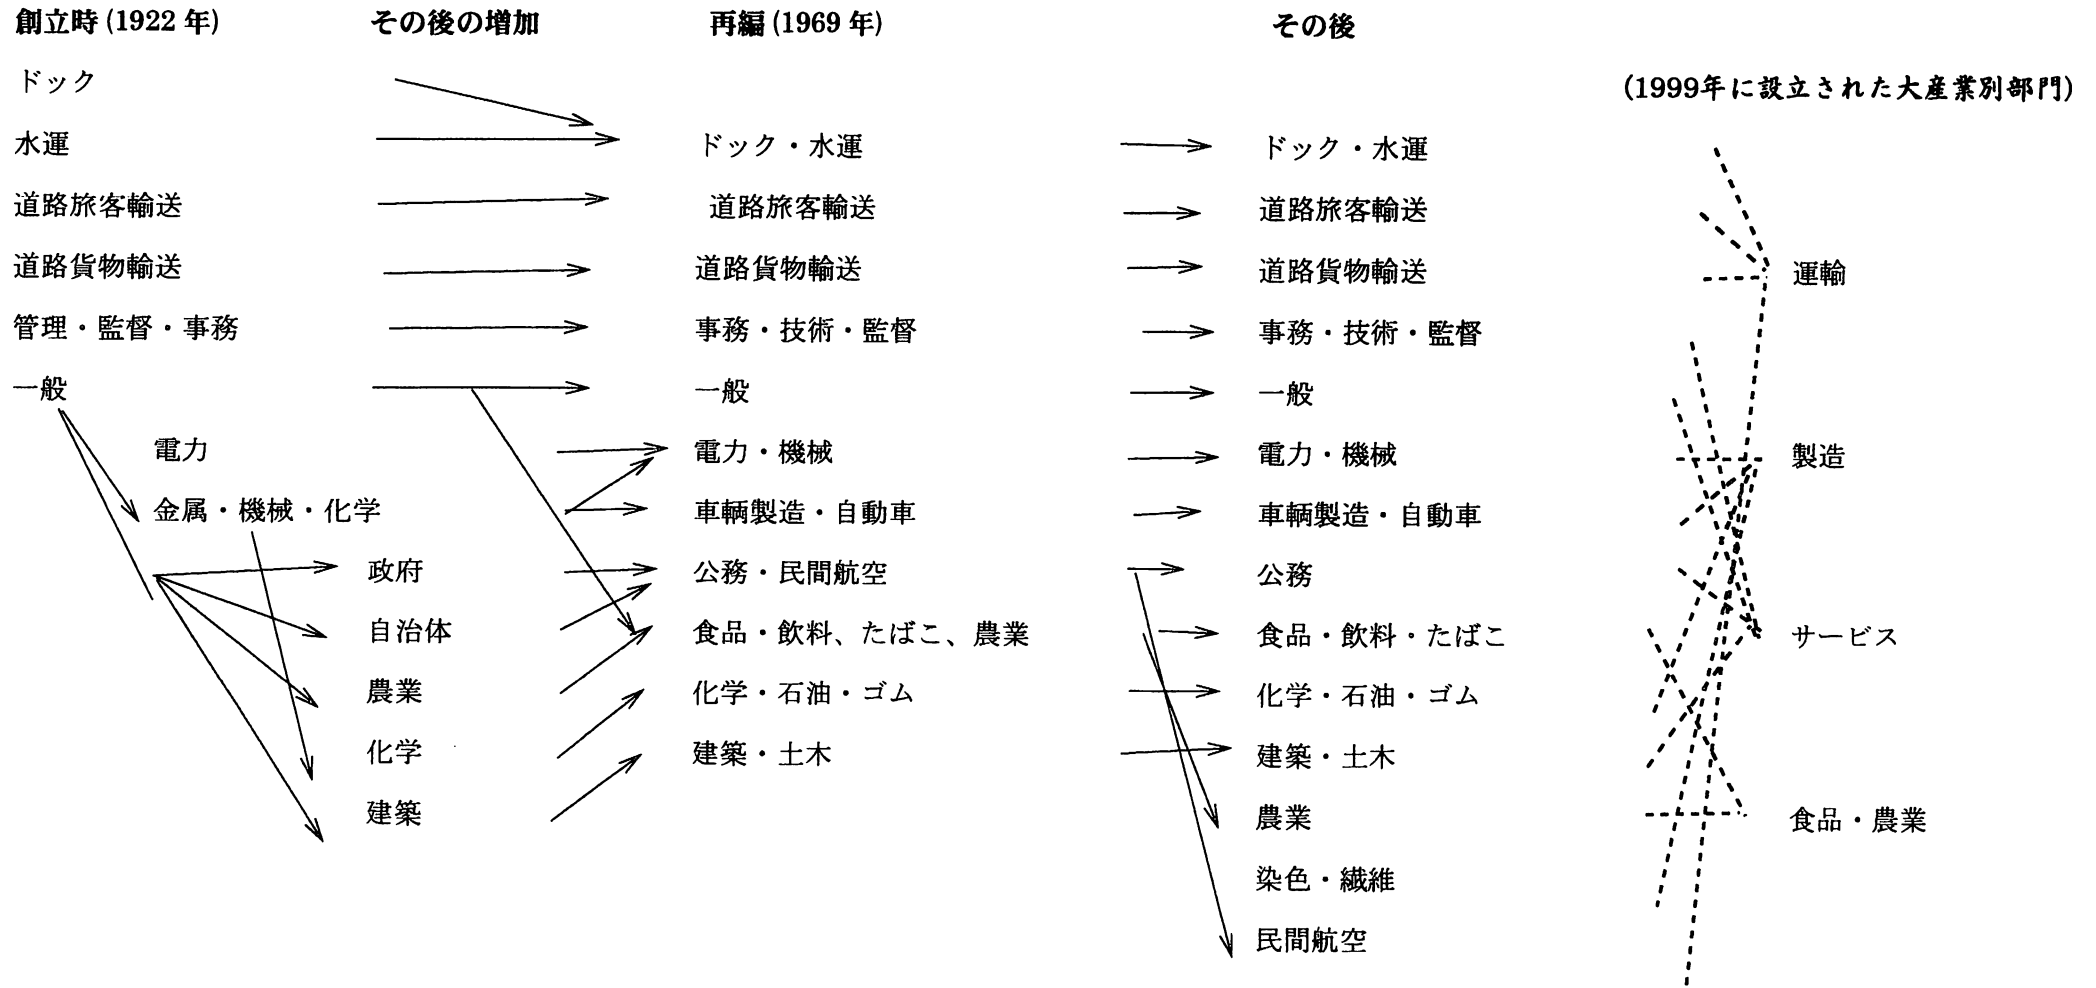 創立時 (1922 年)
その後の増加
再編 (1969 年)
その後
(1999年に設立された大産業別部門)
ドック
水運
道路旅客輸送
道路貨物輸送
管理・監督・事務
一般
電力
金属・機械・化学
政府
自治体
農業
化学
建築
ドック・水運
道路旅客輸送
道路貨物輸送
事務・技術・監督
一般
電力・機械
車輌製造・自動車
公務・民間航空
食品・飲料、たばこ、農業
化学・石油・ゴム
建築・土木
ドック・水運
道路旅客輸送
道路貨物輸送
事務・技術・監督
一般
電力・機械
車輌製造・自動車
公務
食品・飲料・たばこ
化学・石油・ゴム
建築・土木
農業
染色・繊維
民間航空
運輸
製造
サービス
食品・農業